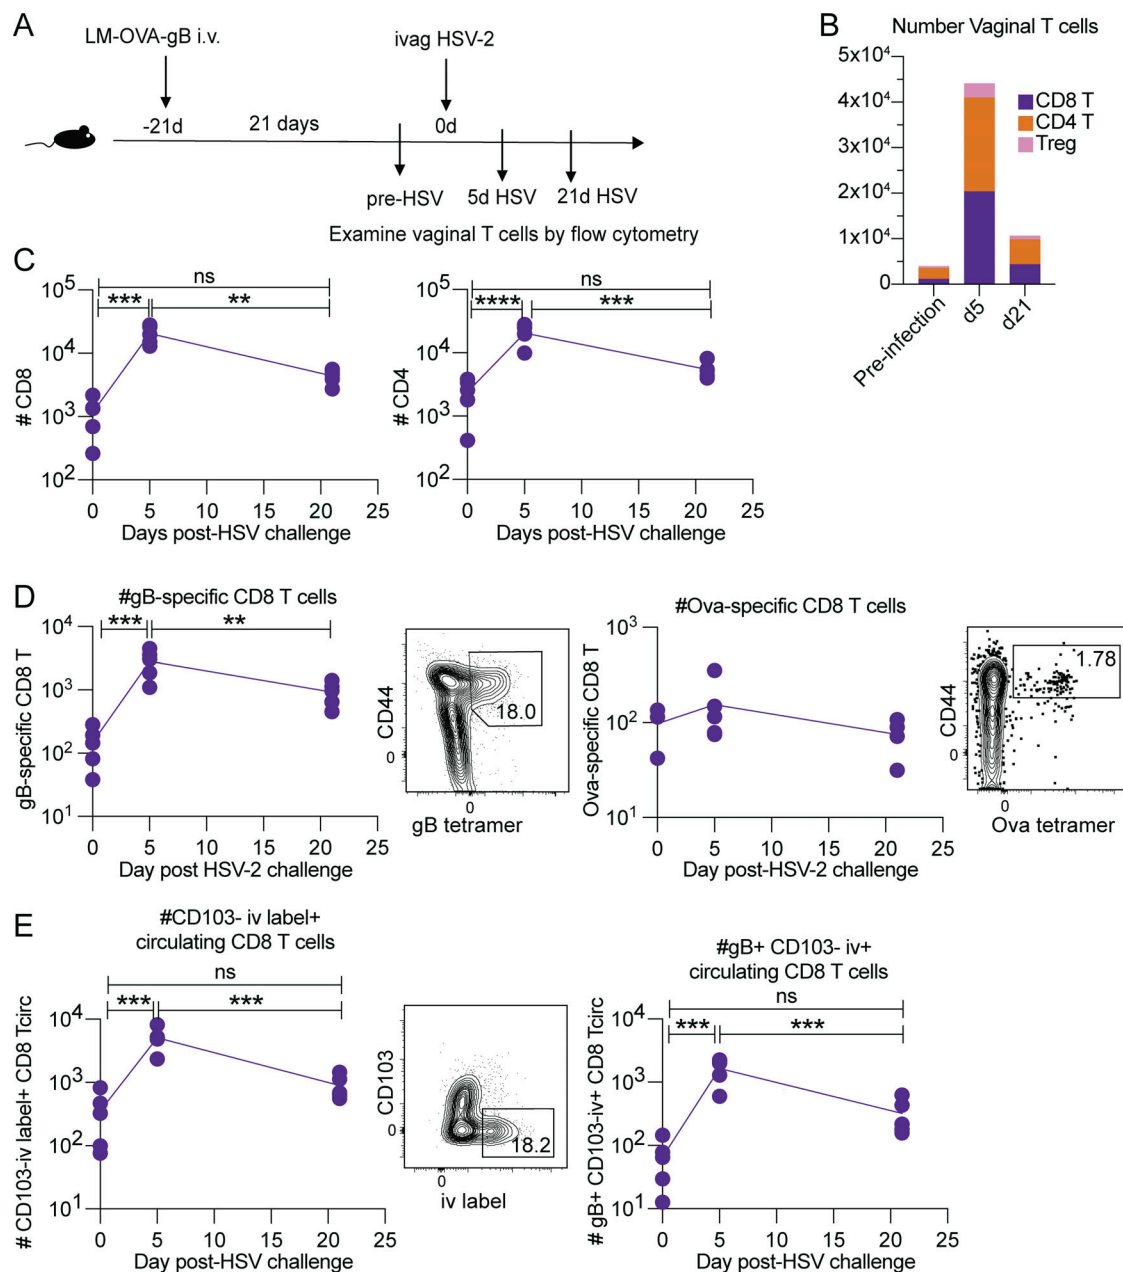 A
LM-OVA-gB i.v.
ivag HSV-2
-21d
21 days
0d
pre-HSV
5d HSV
21d HSV
Examine vaginal T cells by flow cytometry
B
Number Vaginal T cells
5x10⁴
4x10⁴
3x10⁴
2x10⁴
1x10⁴
0
CD8 T
CD4 T
Treg
Pre-infection
d5
d21
C
ns
*** **
# CD8
10⁵
10⁴
10³
10²
0 5 10 15 20 25
Days post-HSV challenge
ns
**** ***
# CD4
10⁵
10⁴
10³
10²
0 5 10 15 20 25
Days post-HSV challenge
D
#gB-specific CD8 T cells
*** **
gB-specific CD8 T
10⁴
10³
10²
10¹
0 5 10 15 20 25
Day post HSV-2 challenge
CD44
18.0
0
0
gB tetramer
#Ova-specific CD8 T cells
Ova-specific CD8 T
10³
10²
10¹
0 5 10 15 20 25
Day post-HSV-2 challenge
CD44
1.78
0
0
Ova tetramer
E
#CD103- iv label+
circulating CD8 T cells
ns
*** ***
# CD103-iv label+ CD8 Tcirc
10⁴
10³
10²
10¹
0 5 10 15 20 25
Day post-HSV challenge
CD103
0
18.2
0
iv label
#gB+ CD103- iv+
circulating CD8 T cells
ns
*** ***
# gB+ CD103-iv+ CD8 Tcirc
10⁴
10³
10²
10¹
0 5 10 15 20 25
Day post-HSV challenge